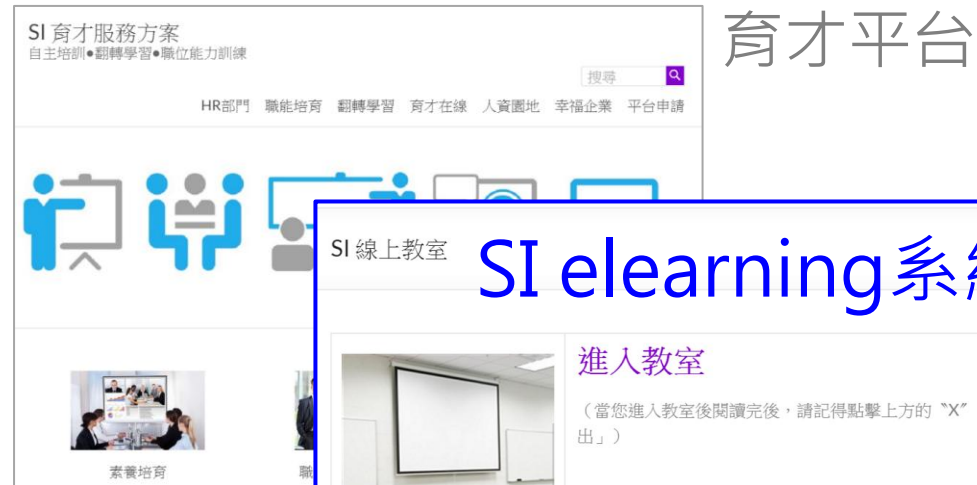 SI 育才服務方案
自主培訓●翻轉學習●職位能力訓練
育才平台
搜尋
HR部門 職能培育 翻轉學習 育才在線 人資園地 幸福企業 平台申請
SI 線上教室
SI elearning系
進入教室
(當您進入教室後閱讀完後,請記得點擊上方的〝X〞
出」)
素養培育
職